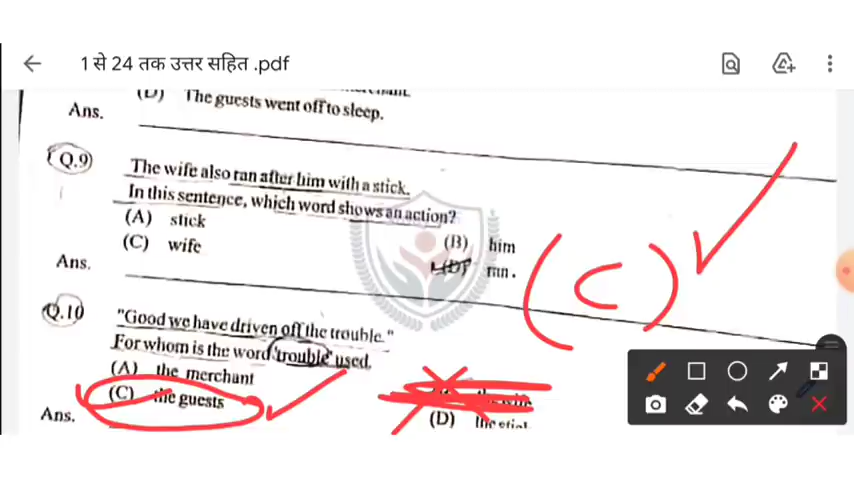 1 से 24 तक उत्तर सहित .pdf
(D) The guests went off to sleep.
Ans.
Q.9) The wife also ran after him with a stick.
In this sentence, which word shows an action?
(A) stick
(B) him
(C) wife
(D) ran.
Ans.
(C)
Q.10 "Good we have driven off the trouble."
For whom is the word 'trouble' used.
(A) the merchant
(C) the guests
(D)
Ans.